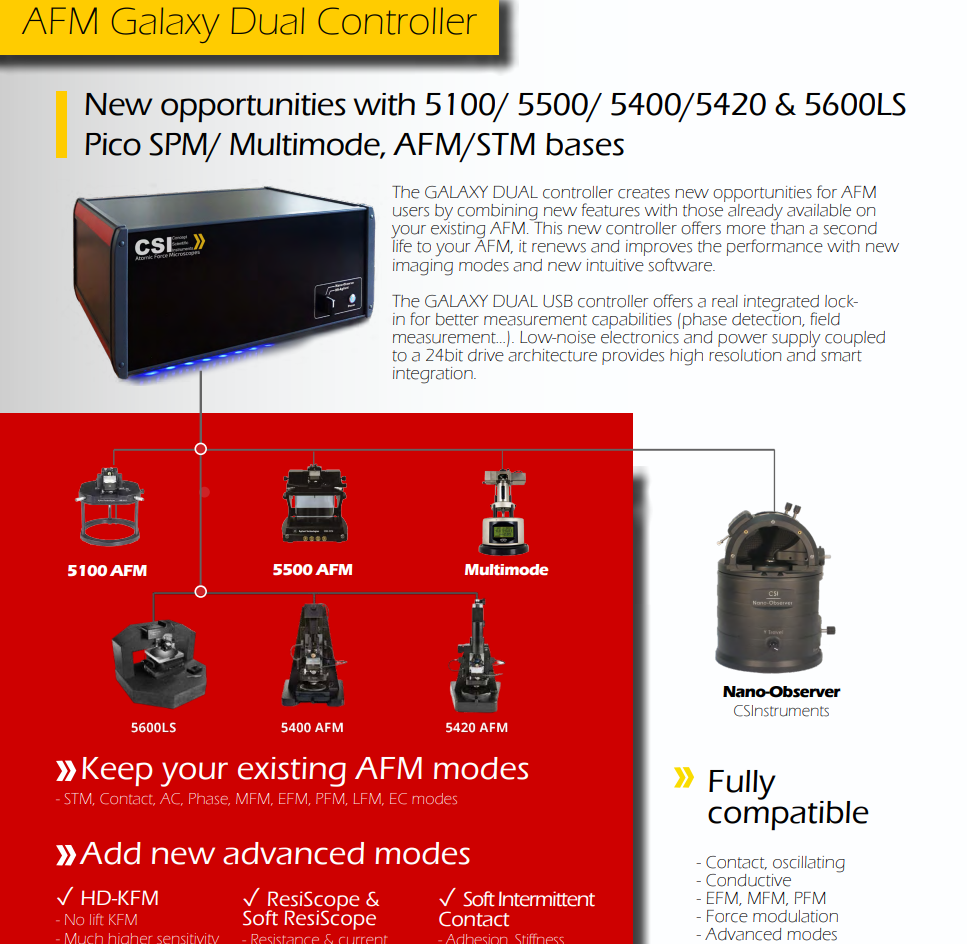 AFM Galaxy Dual Controller
New opportunities with 5100/ 5500/ 5400/5420 & 5600LS
Pico SPM/ Multimode, AFM/STM bases
The GALAXY DUAL controller creates new opportunities for AFM
users by combining new features with those already available on
your existing AFM. This new controller offers more than a second
life to your AFM, it renews and improves the performance with new
imaging modes and new intuitive software.
The GALAXY DUAL USB controller offers a real integrated lock-
in for better measurement capabilities (phase detection, field
measurement...). Low-noise electronics and power supply coupled
to a 24bit drive architecture provides high resolution and smart
integration.
CSI Concept
Scientific
Instruments
Atomic Force Microscopes
5100 AFM
5500 AFM
Multimode
CSI
Nano-Observer
5600LS
5400 AFM
5420 AFM
Nano-Observer
CSInstruments
Keep your existing AFM modes
- STM, Contact, AC, Phase, MFM, EFM, PFM, LFM, EC modes
Add new advanced modes
✓ HD-KFM
- No lift KFM
- Much higher sensitivity
✓ ResiScope &
Soft ResiScope
- Resistance & current
✓ Soft Intermittent
Contact
- Adhesion, Stiffness
Fully
compatible
- Contact, oscillating
- Conductive
- EFM, MFM, PFM
- Force modulation
- Advanced modes